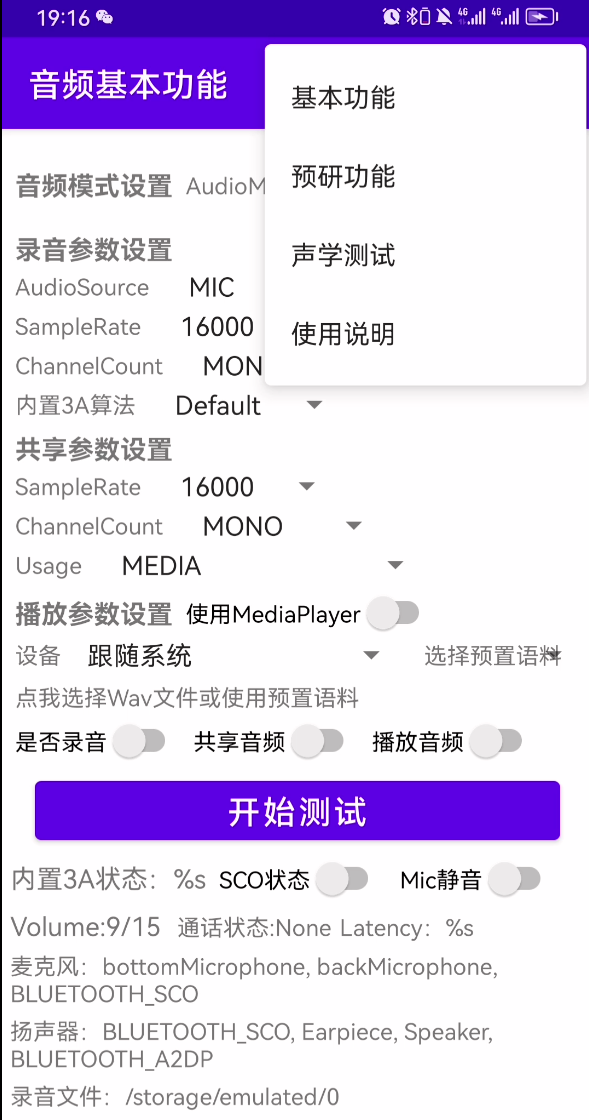 19:16 4G 4G
音频基本功能
基本功能
预研功能
声学测试
使用说明
音频模式设置 AudioM
录音参数设置
AudioSource MIC
SampleRate 16000
ChannelCount MON
内置3A算法 Default
共享参数设置
SampleRate 16000
ChannelCount MONO
Usage MEDIA
播放参数设置 使用MediaPlayer
设备 跟随系统 选择预置语料
点我选择Wav文件或使用预置语料
是否录音 共享音频 播放音频
开始测试
内置3A状态：%s SCO状态 Mic静音
Volume:9/15 通话状态:None Latency：%s
麦克风：bottomMicrophone, backMicrophone,
BLUETOOTH_SCO
扬声器：BLUETOOTH_SCO, Earpiece, Speaker,
BLUETOOTH_A2DP
录音文件：/storage/emulated/0